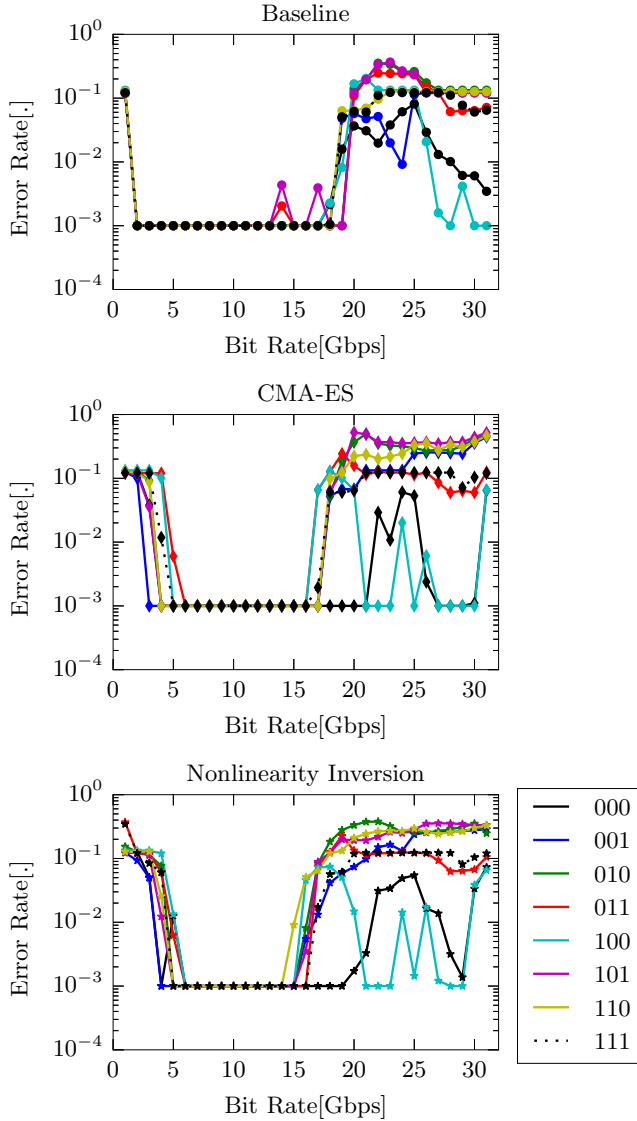 Baseline
10^0
10^−1
10^−2
10^−3
10^−4
Error Rate[.]
0 5 10 15 20 25 30
Bit Rate[Gbps]
CMA-ES
10^0
10^−1
10^−2
10^−3
10^−4
Error Rate[.]
0 5 10 15 20 25 30
Bit Rate[Gbps]
Nonlinearity Inversion
10^0
10^−1
10^−2
10^−3
10^−4
Error Rate[.]
0 5 10 15 20 25 30
Bit Rate[Gbps]
000
001
010
011
100
101
110
111